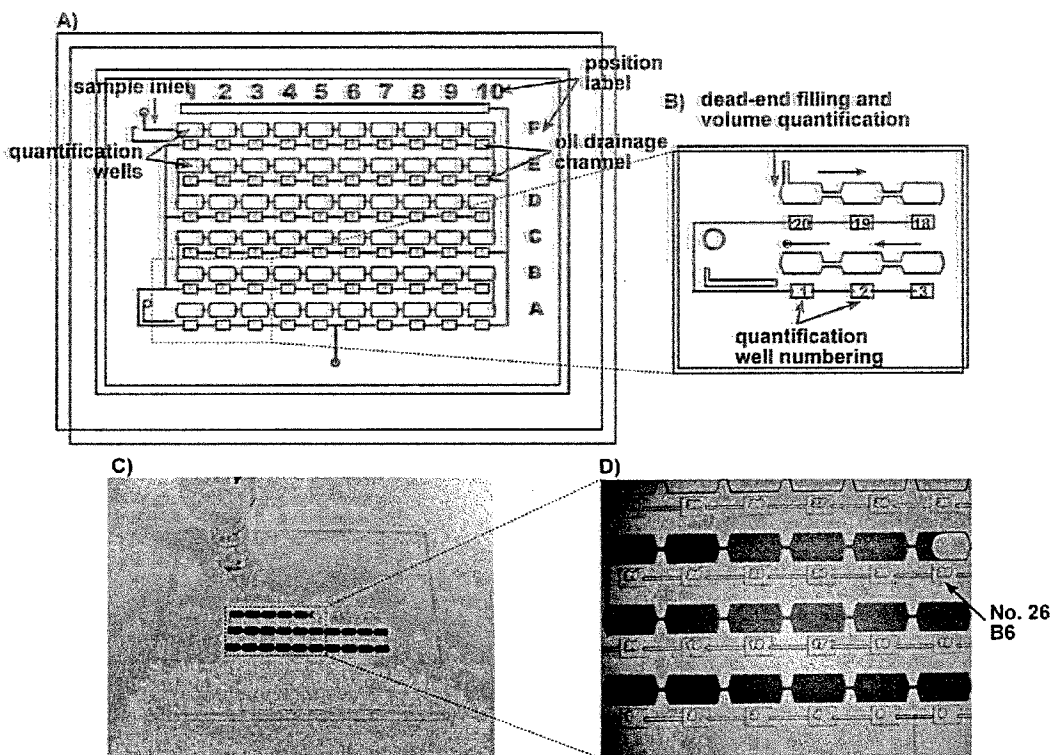 A)
position
label
sample inlet
1 2 3 4 5 6 7 8 9 10
F
E
D
C
B
A
quantification
wells
oil drainage
channel
B) dead-end filling and
volume quantification
20 19 18
1 2 3
quantification
well numbering
C)
D)
No. 26
B6